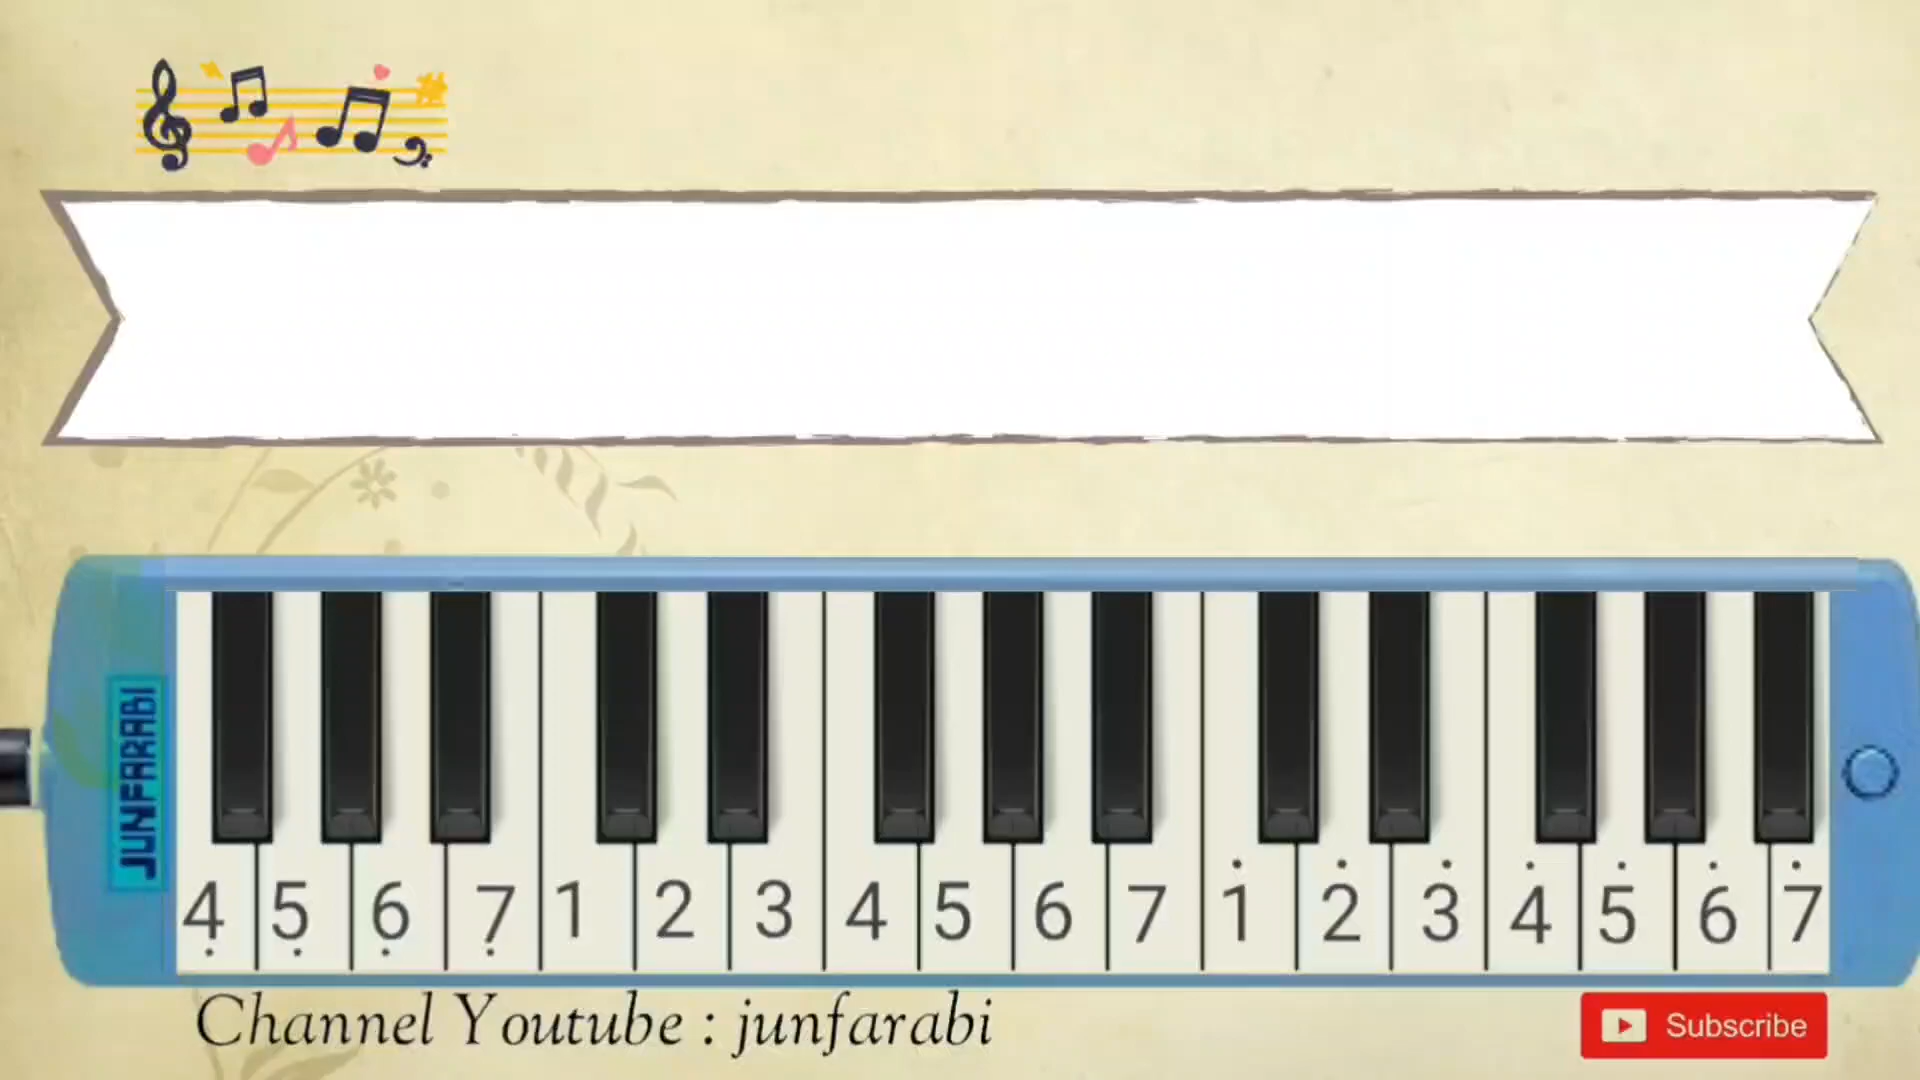 JUNFARABI
4̣ 5̣ 6̣ 7̣ 1 2 3 4 5 6 7 1̇ 2̇ 3̇ 4̇ 5̇ 6̇ 7̇
Channel Youtube : junfarabi
Subscribe